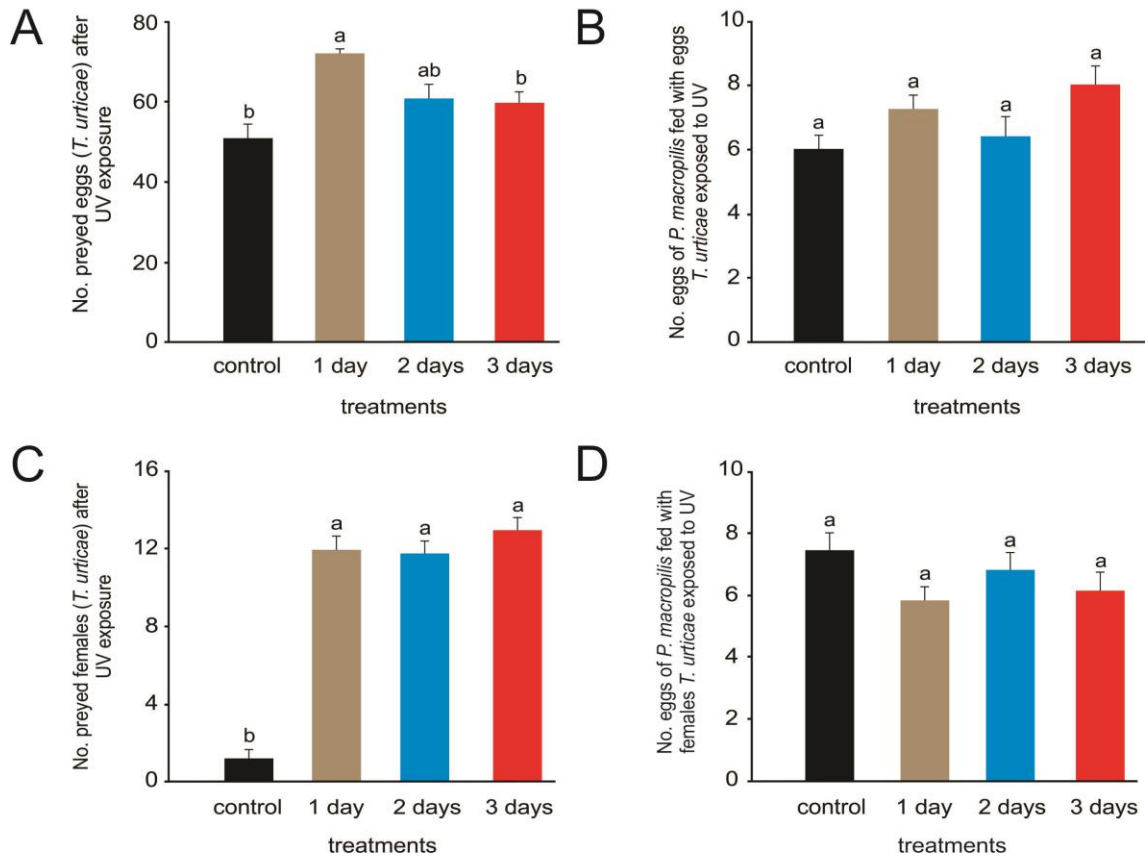 A
No. preyed eggs (T. urticae) after
UV exposure
80
60
40
20
0
b
a
ab
b
control 1 day 2 days 3 days
treatments
B
No. eggs of P. macropilis fed with eggs
T. urticae exposed to UV
10
8
6
4
2
0
a
a
a
a
control 1 day 2 days 3 days
treatments
C
No. preyed females (T. urticae) after
UV exposure
16
12
8
4
0
b
a
a
a
control 1 day 2 days 3 days
treatments
D
No. eggs of P. macropilis fed with
females T. urticae exposed to UV
10
8
6
4
2
0
a
a
a
a
control 1 day 2 days 3 days
treatments